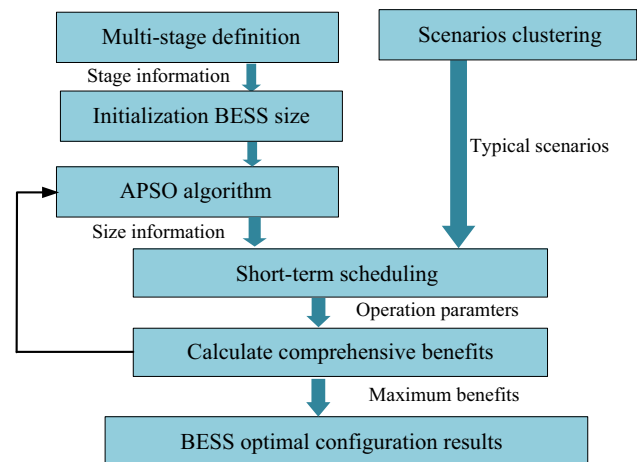 Multi-stage definition
Scenarios clustering
Stage information
Initialization BESS size
Typical scenarios
APSO algorithm
Size information
Short-term scheduling
Operation paramters
Calculate comprehensive benefits
Maximum benefits
BESS optimal configuration results